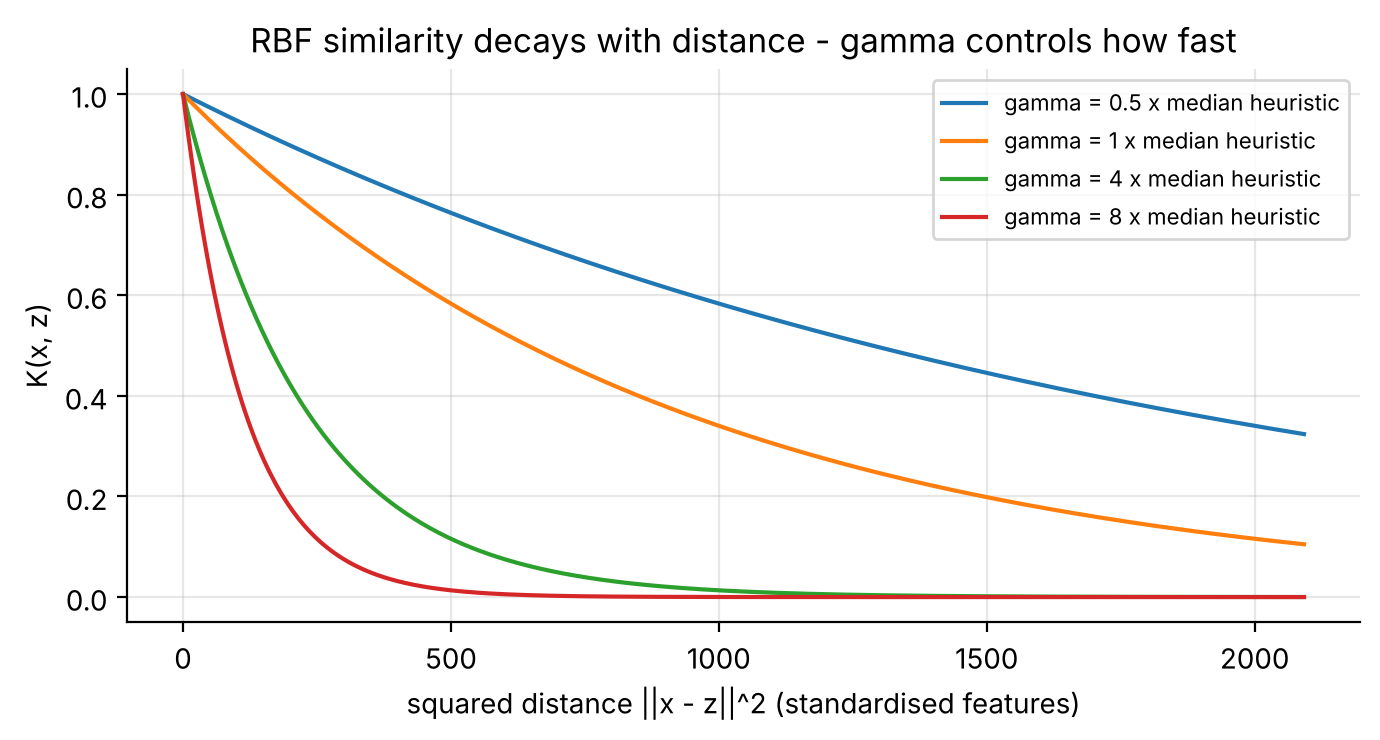 RBF similarity decays with distance - gamma controls how fast
gamma = 0.5 x median heuristic
gamma = 1 x median heuristic
gamma = 4 x median heuristic
gamma = 8 x median heuristic
K(x, z)
1.0
0.8
0.6
0.4
0.2
0.0
0 500 1000 1500 2000
squared distance ||x - z||^2 (standardised features)